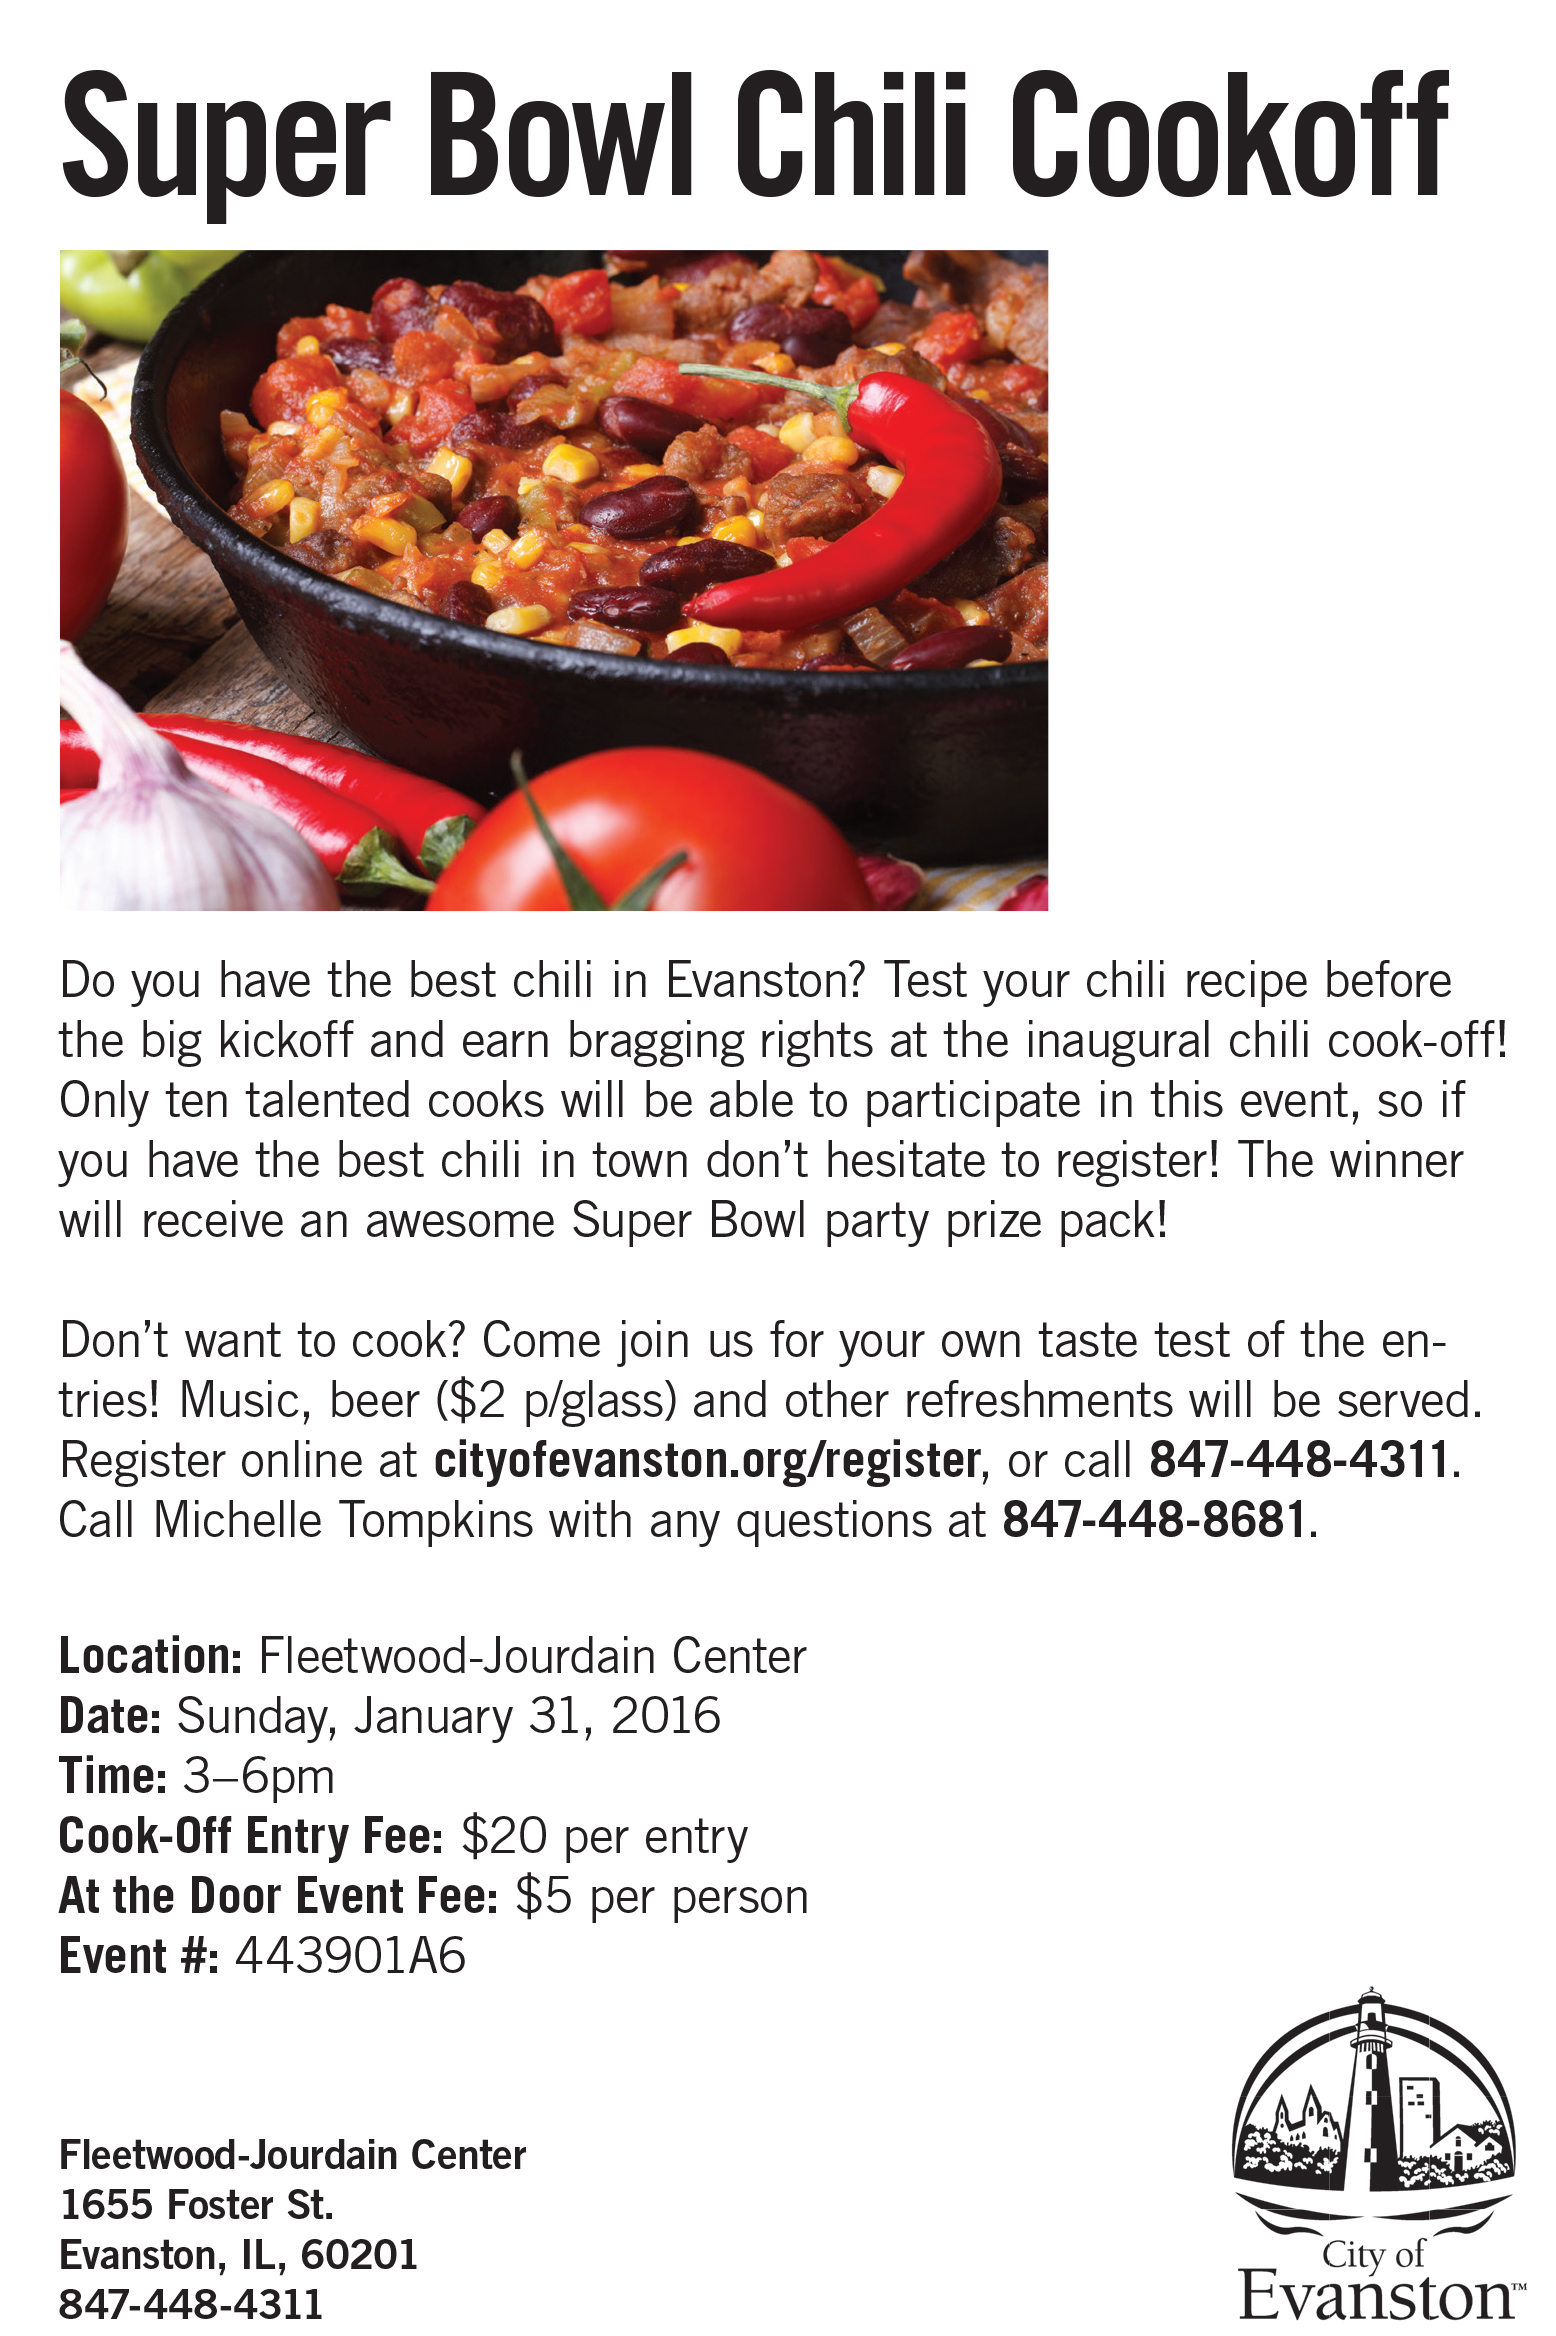 Super Bowl Chili Cookoff
Do you have the best chili in Evanston? Test your chili recipe before
the big kickoff and earn bragging rights at the inaugural chili cook-off!
Only ten talented cooks will be able to participate in this event, so if
you have the best chili in town don’t hesitate to register! The winner
will receive an awesome Super Bowl party prize pack!
Don’t want to cook? Come join us for your own taste test of the en-
tries! Music, beer ($2 p/glass) and other refreshments will be served.
Register online at cityofevanston.org/register, or call 847-448-4311.
Call Michelle Tompkins with any questions at 847-448-8681.
Location: Fleetwood-Jourdain Center
Date: Sunday, January 31, 2016
Time: 3–6pm
Cook-Off Entry Fee: $20 per entry
At the Door Event Fee: $5 per person
Event #: 443901A6
Fleetwood-Jourdain Center
1655 Foster St.
Evanston, IL, 60201
847-448-4311
City of
Evanston™